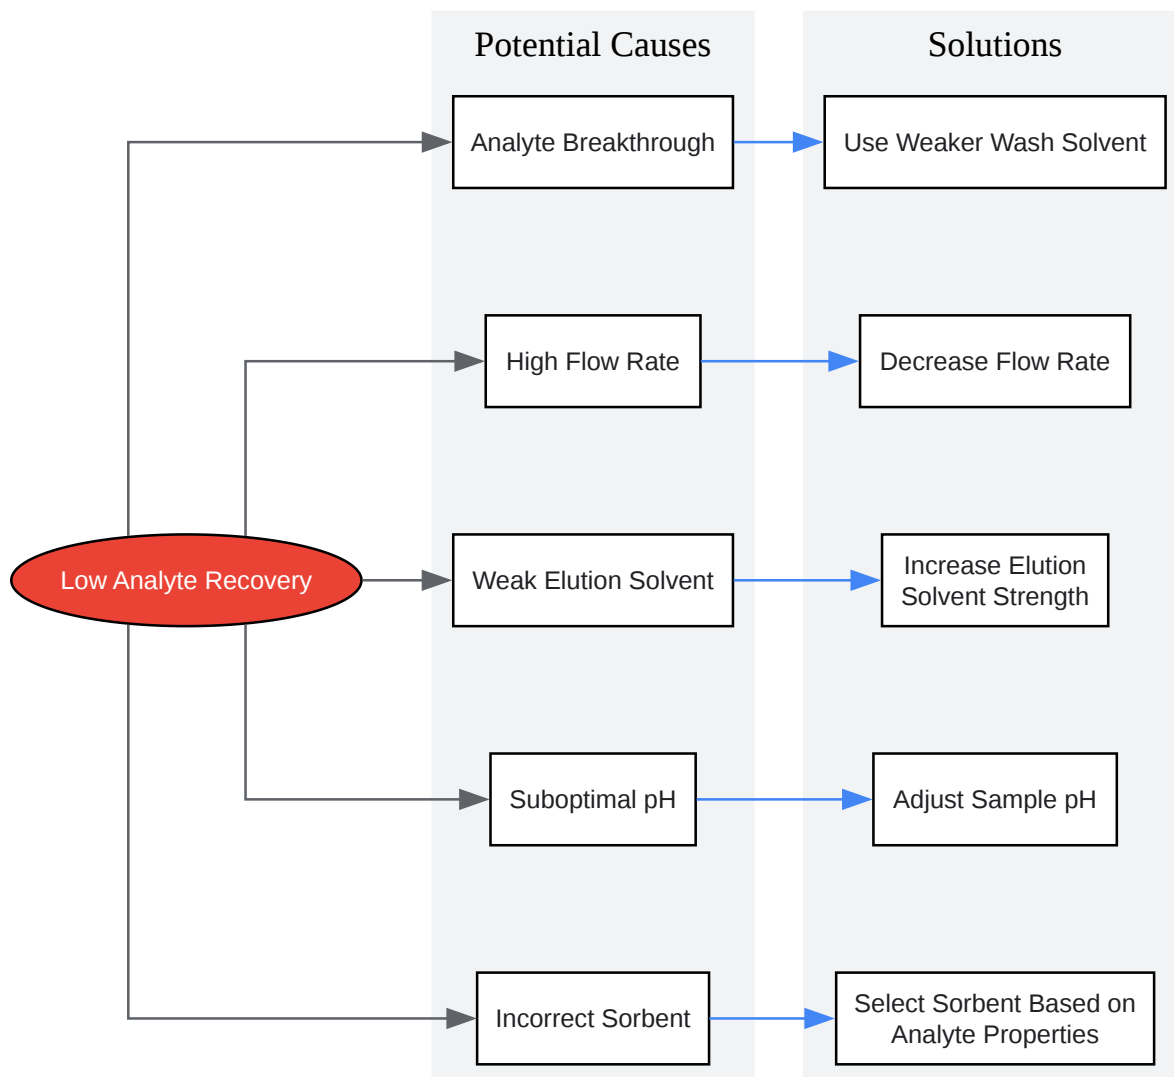 Potential Causes
Solutions
Analyte Breakthrough
Use Weaker Wash Solvent
High Flow Rate
Decrease Flow Rate
Low Analyte Recovery
Weak Elution Solvent
Increase Elution
Solvent Strength
Suboptimal pH
Adjust Sample pH
Incorrect Sorbent
Select Sorbent Based on
Analyte Properties